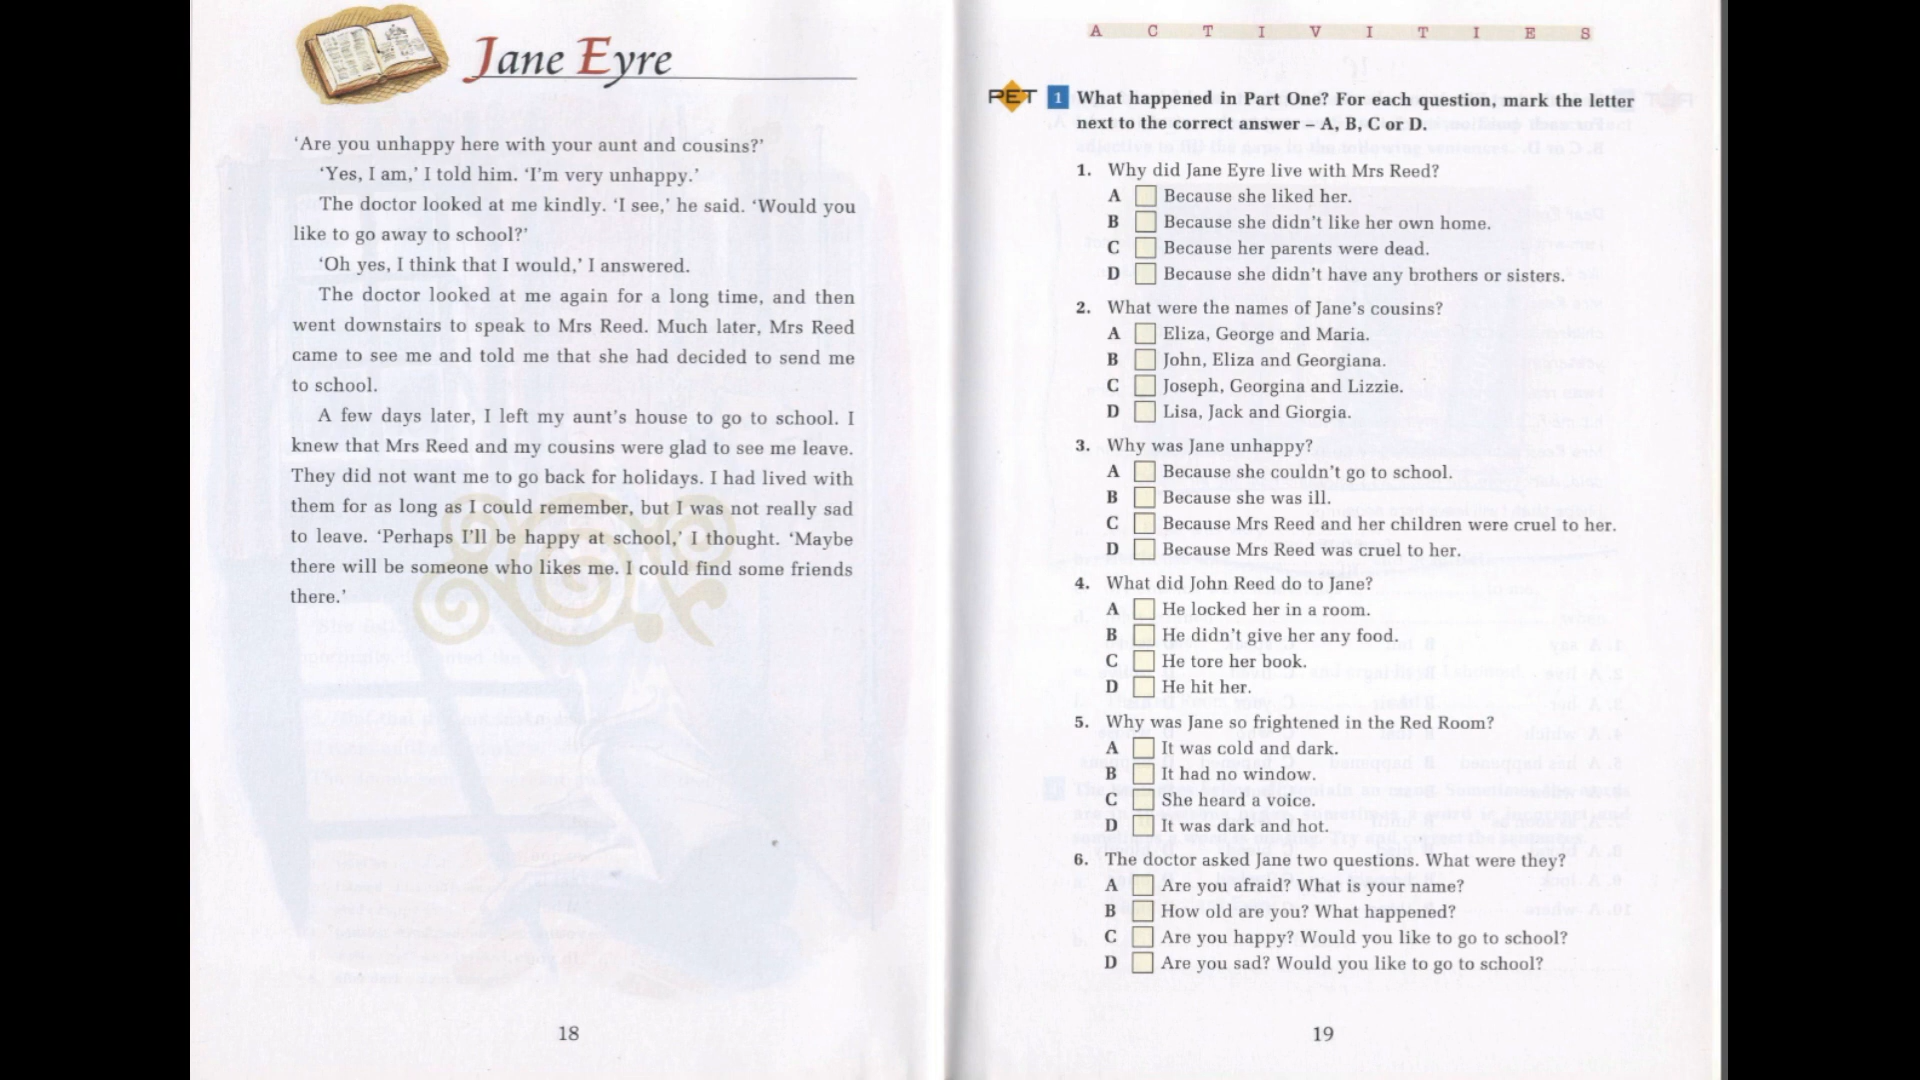 Jane Eyre
‘Are you unhappy here with your aunt and cousins?’
‘Yes, I am,’ I told him. ‘I’m very unhappy.’
The doctor looked at me kindly. ‘I see,’ he said. ‘Would you
like to go away to school?’
‘Oh yes, I think that I would,’ I answered.
The doctor looked at me again for a long time, and then
went downstairs to speak to Mrs Reed. Much later, Mrs Reed
came to see me and told me that she had decided to send me
to school.
A few days later, I left my aunt’s house to go to school. I
knew that Mrs Reed and my cousins were glad to see me leave.
They did not want me to go back for holidays. I had lived with
them for as long as I could remember, but I was not really sad
to leave. ‘Perhaps I’ll be happy at school,’ I thought. ‘Maybe
there will be someone who likes me. I could find some friends
there.’
18
A C T I V I T I E S
PET 1 What happened in Part One? For each question, mark the letter
next to the correct answer – A, B, C or D.
1. Why did Jane Eyre live with Mrs Reed?
A Because she liked her.
B Because she didn’t like her own home.
C Because her parents were dead.
D Because she didn’t have any brothers or sisters.
2. What were the names of Jane’s cousins?
A Eliza, George and Maria.
B John, Eliza and Georgiana.
C Joseph, Georgina and Lizzie.
D Lisa, Jack and Giorgia.
3. Why was Jane unhappy?
A Because she couldn’t go to school.
B Because she was ill.
C Because Mrs Reed and her children were cruel to her.
D Because Mrs Reed was cruel to her.
4. What did John Reed do to Jane?
A He locked her in a room.
B He didn’t give her any food.
C He tore her book.
D He hit her.
5. Why was Jane so frightened in the Red Room?
A It was cold and dark.
B It had no window.
C She heard a voice.
D It was dark and hot.
6. The doctor asked Jane two questions. What were they?
A Are you afraid? What is your name?
B How old are you? What happened?
C Are you happy? Would you like to go to school?
D Are you sad? Would you like to go to school?
19